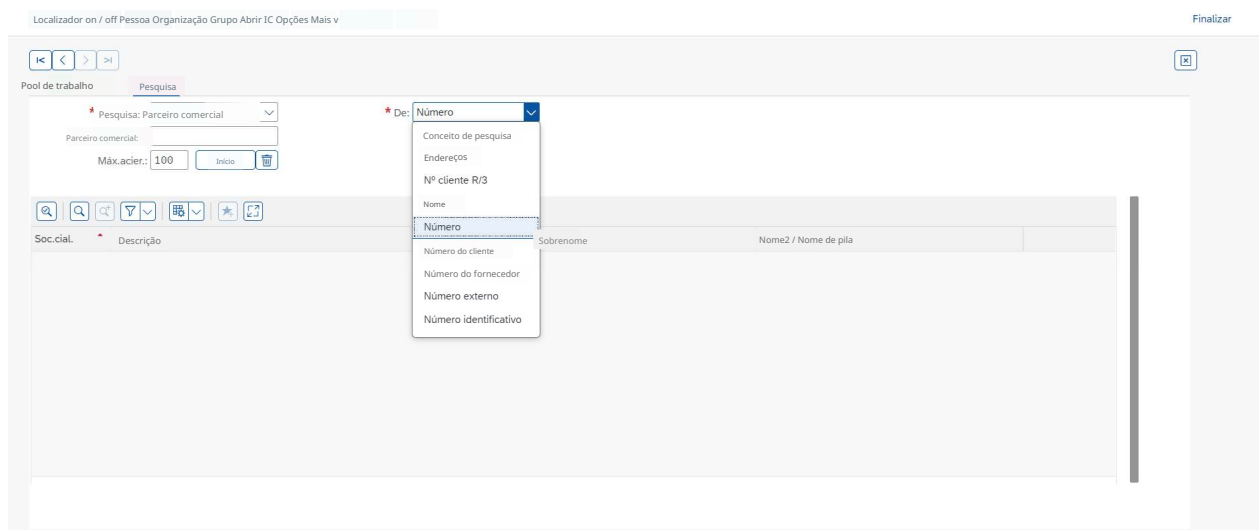 Localizador on / off Pessoa Organização Grupo Abrir IC Opções Mais v
Finalizar
Pool de trabalho Pesquisa
* Pesquisa: Parceiro comercial
* De: Número
Parceiro comercial:
Máx.acier.: 100 Início
Conceito de pesquisa
Endereços
Nº cliente R/3
Nome
Número
Número do cliente
Número do fornecedor
Número externo
Número identificativo
Soc.cial. Descrição Sobrenome Nome2 / Nome de pila